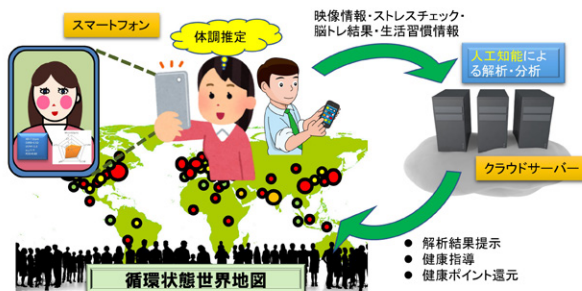 スマートフォン
体調推定
映像情報・ストレスチェック・
脳トレ結果・生活習慣情報
人工知能によ
る解析・分析
クラウドサーバー
● 解析結果提示
● 健康指導
● 健康ポイント還元
循環状態世界地図